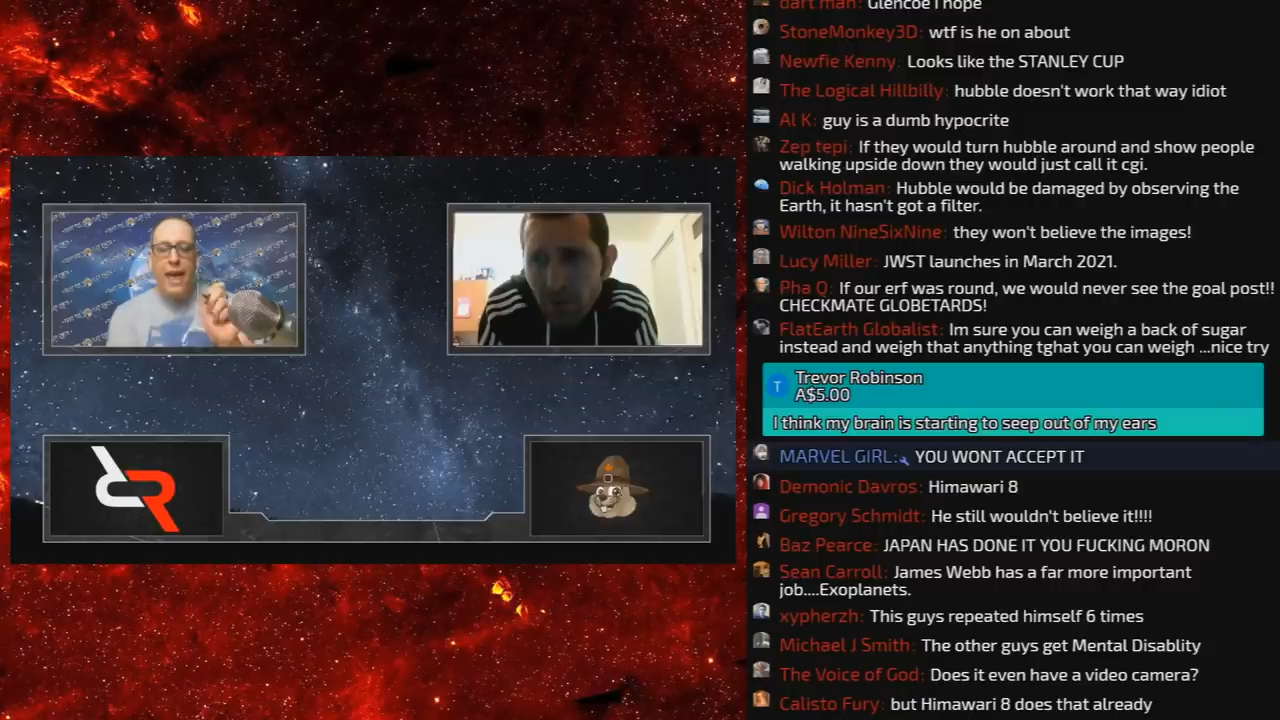 dart man: Glencoe I hope
StoneMonkey3D: wtf is he on about
Newfie Kenny: Looks like the STANLEY CUP
The Logical Hillbilly: hubble doesn't work that way idiot
Al K: guy is a dumb hypocrite
Zep tepi: If they would turn hubble around and show people
walking upside down they would just call it cgi.
Dick Holman: Hubble would be damaged by observing the
Earth, it hasn't got a filter.
Wilton NineSixNine: they won't believe the images!
Lucy Miller: JWST launches in March 2021.
Pha Q: If our erf was round, we would never see the goal post!!
CHECKMATE GLOBETARDS!
FlatEarth Globalist: Im sure you can weigh a back of sugar
instead and weigh that anything tghat you can weigh ...nice try
T
Trevor Robinson
A$5.00
I think my brain is starting to seep out of my ears
MARVEL GIRL: YOU WONT ACCEPT IT
Demonic Davros: Himawari 8
Gregory Schmidt: He still wouldn't believe it!!!!
Baz Pearce: JAPAN HAS DONE IT YOU FUCKING MORON
Sean Carroll: James Webb has a far more important
job....Exoplanets.
xypherzh: This guys repeated himself 6 times
Michael J Smith: The other guys get Mental Disablity
The Voice of God: Does it even have a video camera?
Calisto Fury: but Himawari 8 does that already